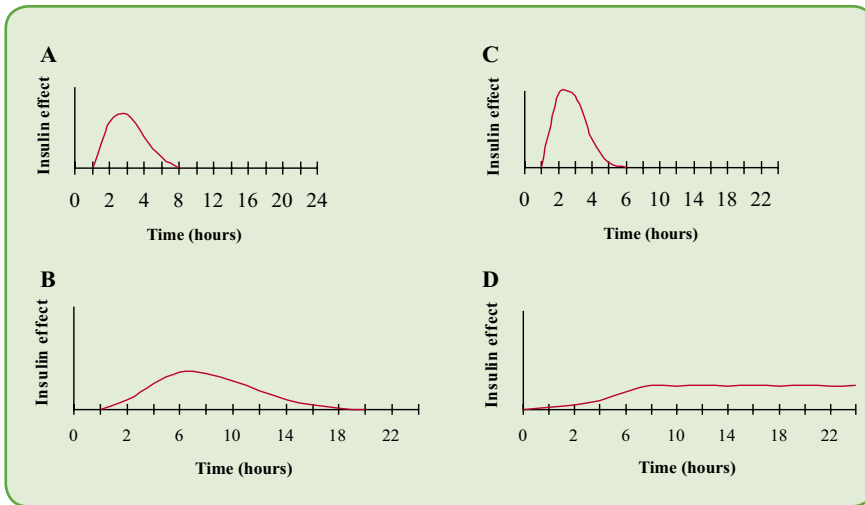 A
Insulin effect
0 2 4 8 12 16 20 24
Time (hours)
C
Insulin effect
0 2 4 6 10 14 18 22
Time (hours)
B
Insulin effect
0 2 6 10 14 18 22
Time (hours)
D
Insulin effect
0 2 6 10 14 18 22
Time (hours)